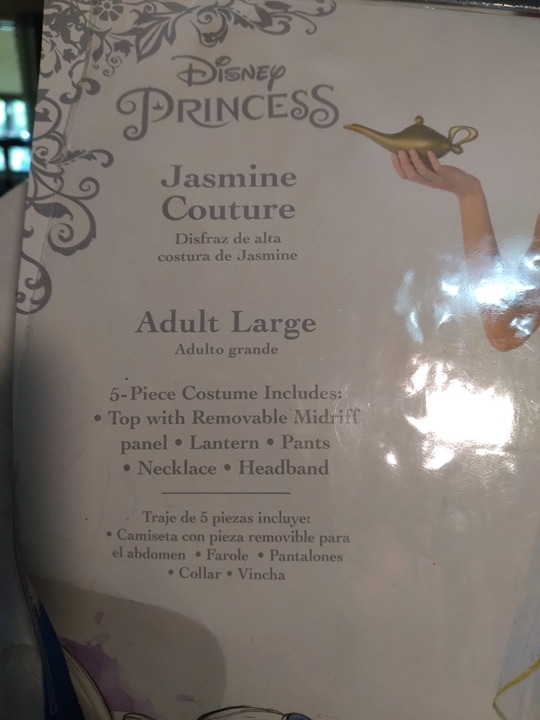 Disney
PRINCESS
Jasmine
Couture
Disfraz de alta
costura de Jasmine
Adult Large
Adulto grande
5-Piece Costume Includes:
• Top with Removable Midriff
panel • Lantern • Pants
• Necklace • Headband
Traje de 5 piezas incluye:
• Camiseta con pieza removible para
el abdomen • Farole • Pantalones
• Collar • Vincha